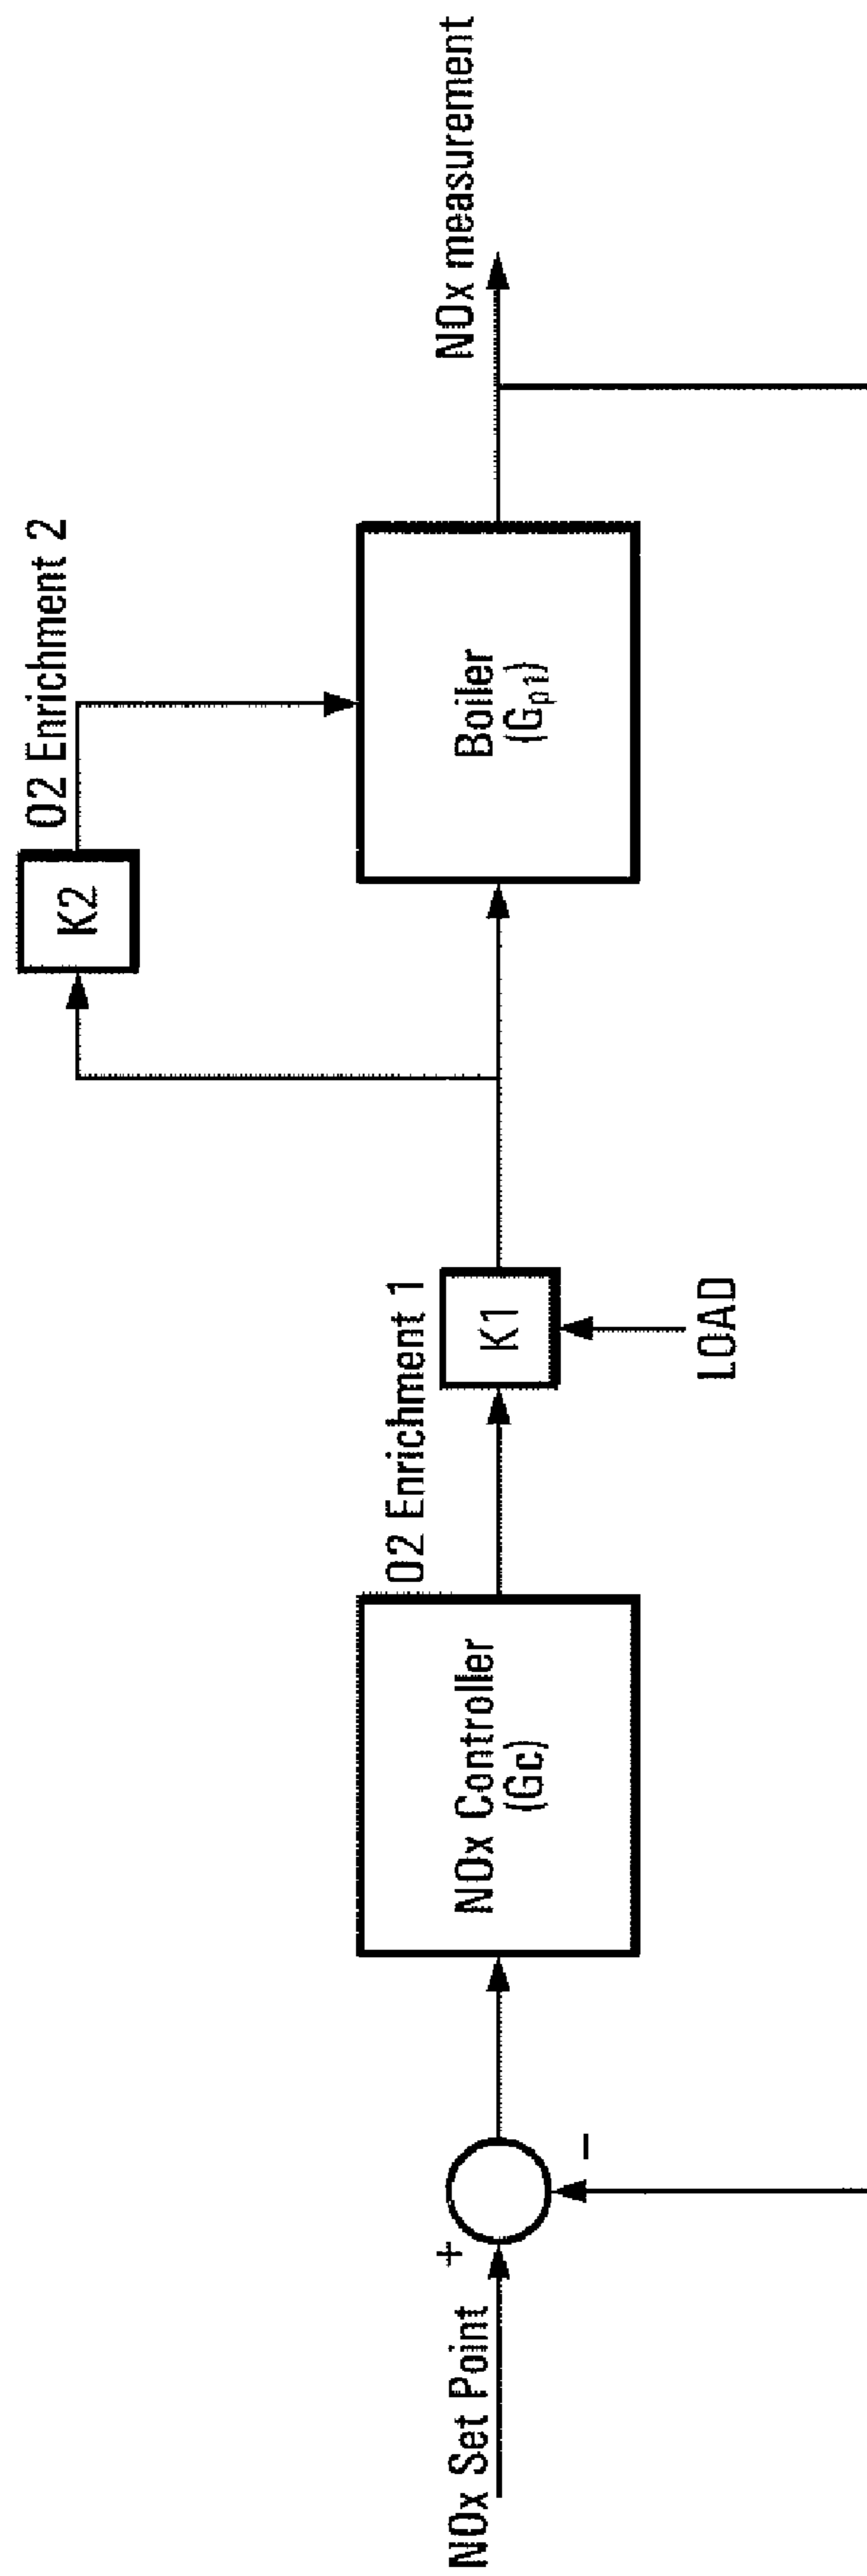 NOx Set Point
+
−
NOx Controller
(Gc)
O2 Enrichment 1
K1
LOAD
K2
O2 Enrichment 2
Boiler
(Gp1)
NOx measurement